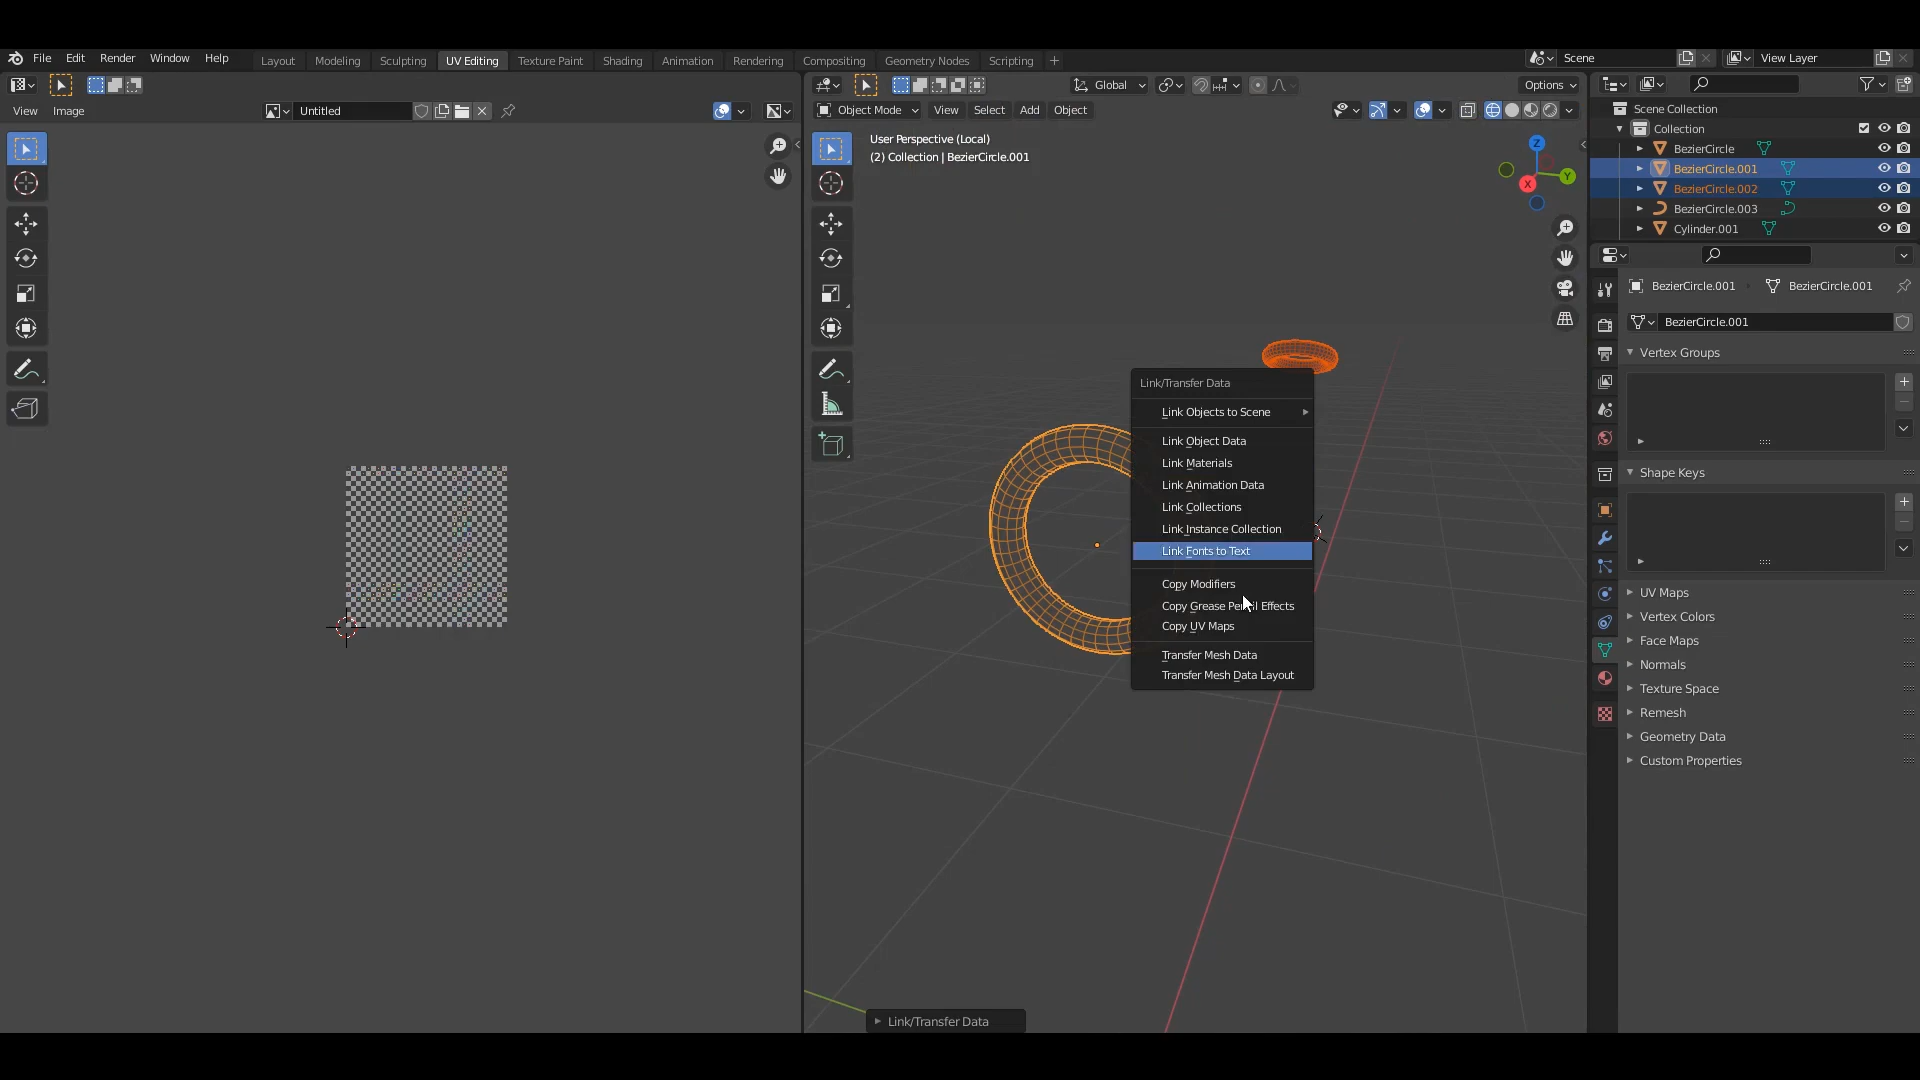 File Edit Render Window Help
Layout Modeling Sculpting UV Editing Texture Paint Shading Animation Rendering Compositing Geometry Nodes Scripting +
Scene
View Layer
Global
Options
View Image
Untitled
Object Mode View Select Add Object
User Perspective (Local)
(2) Collection | BezierCircle.001
Z
Y
X
Link/Transfer Data
Link Objects to Scene
Link Object Data
Link Materials
Link Animation Data
Link Collections
Link Instance Collection
Link Fonts to Text
Copy Modifiers
Copy Grease Pencil Effects
Copy UV Maps
Transfer Mesh Data
Transfer Mesh Data Layout
Link/Transfer Data
Scene Collection
Collection
BezierCircle
BezierCircle.001
BezierCircle.002
BezierCircle.003
Cylinder.001
BezierCircle.001 BezierCircle.001
BezierCircle.001
Vertex Groups
Shape Keys
UV Maps
Vertex Colors
Face Maps
Normals
Texture Space
Remesh
Geometry Data
Custom Properties